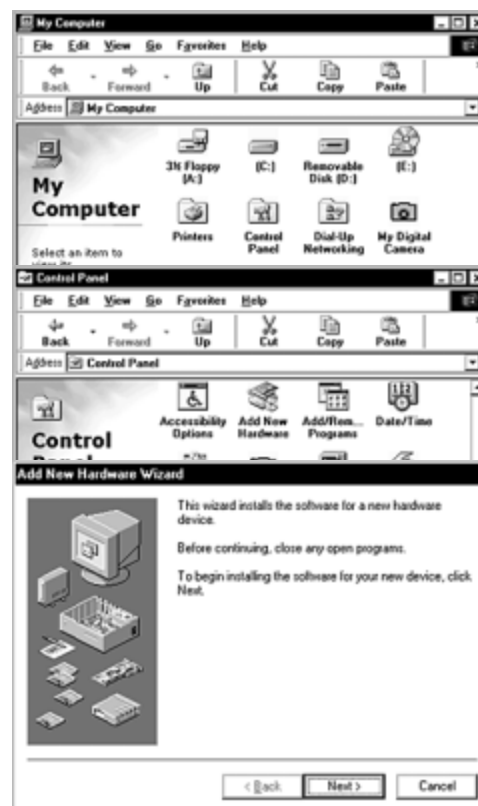 My Computer
File Edit View Go Favorites Help
Back Forward Up Cut Copy Paste
Address My Computer
3½ Floppy [A:] [C:] Removable Disk [D:] [E:]
My
Computer
Printers Control Panel Dial-Up Networking My Digital Camera
Select an item to
view its
Control Panel
File Edit View Go Favorites Help
Back Forward Up Cut Copy Paste
Address Control Panel
Accessibility Options Add New Hardware Add/Rem... Programs Date/Time
Control
Panel
Add New Hardware Wizard
This wizard installs the software for a new hardware
device.
Before continuing, close any open programs.
To begin installing the software for your new device, click
Next.
< Back Next > Cancel